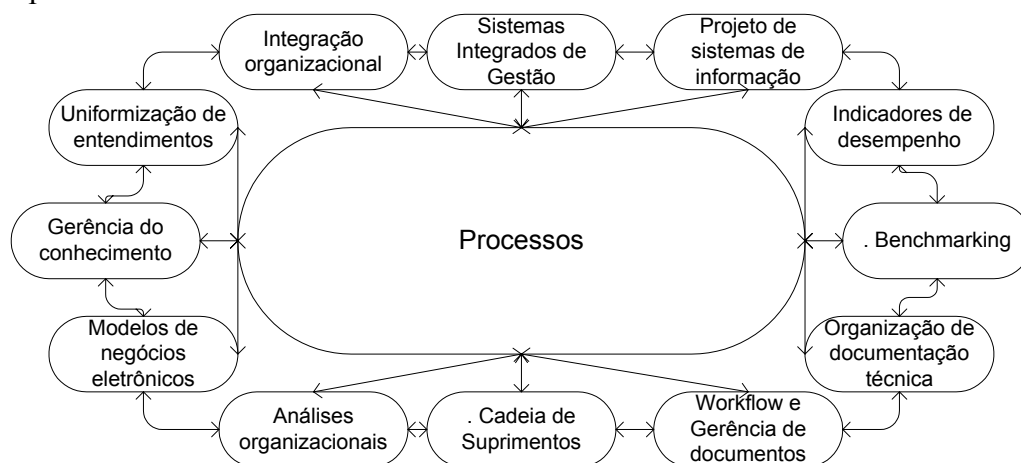 Integração
organizacional
Sistemas
Integrados de
Gestão
Projeto de
sistemas de
informação
Uniformização de
entendimentos
Indicadores de
desempenho
Gerência do
conhecimento
Processos
. Benchmarking
Modelos de
negócios
eletrônicos
Organização de
documentação
técnica
Análises
organizacionais
. Cadeia de
Suprimentos
Workflow e
Gerência de
documentos